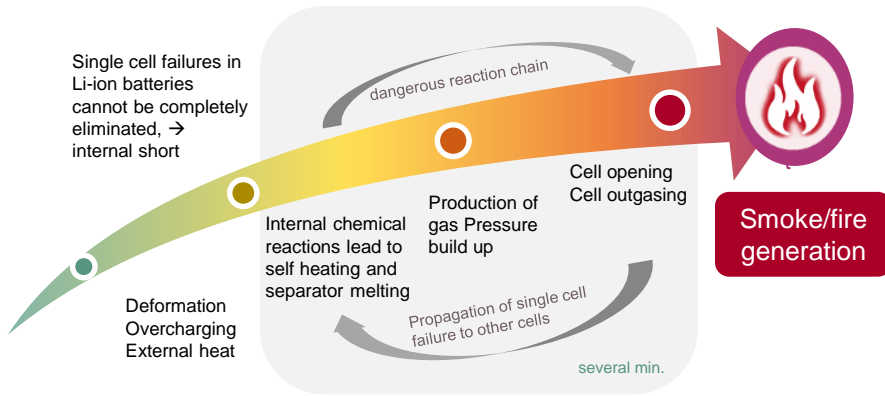 Single cell failures in
Li-ion batteries
cannot be completely
eliminated, →
internal short
dangerous reaction chain
Cell opening
Cell outgasing
Production of
gas Pressure
build up
Internal chemical
reactions lead to
self heating and
separator melting
Smoke/fire
generation
Deformation
Overcharging
External heat
Propagation of single cell
failure to other cells
several min.